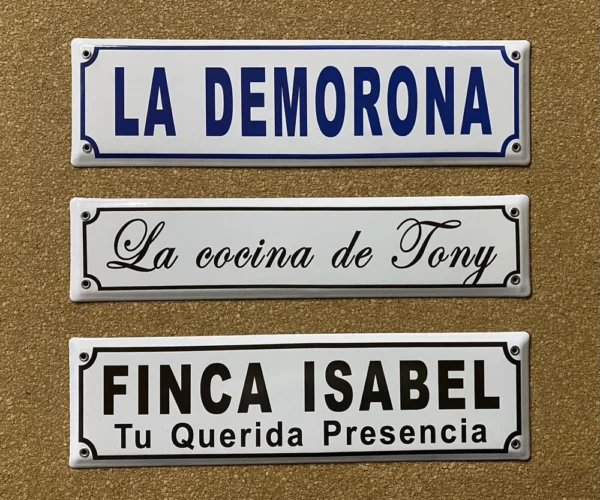 LA DEMORONA
La cocina de Tony
FINCA ISABEL
Tu Querida Presencia